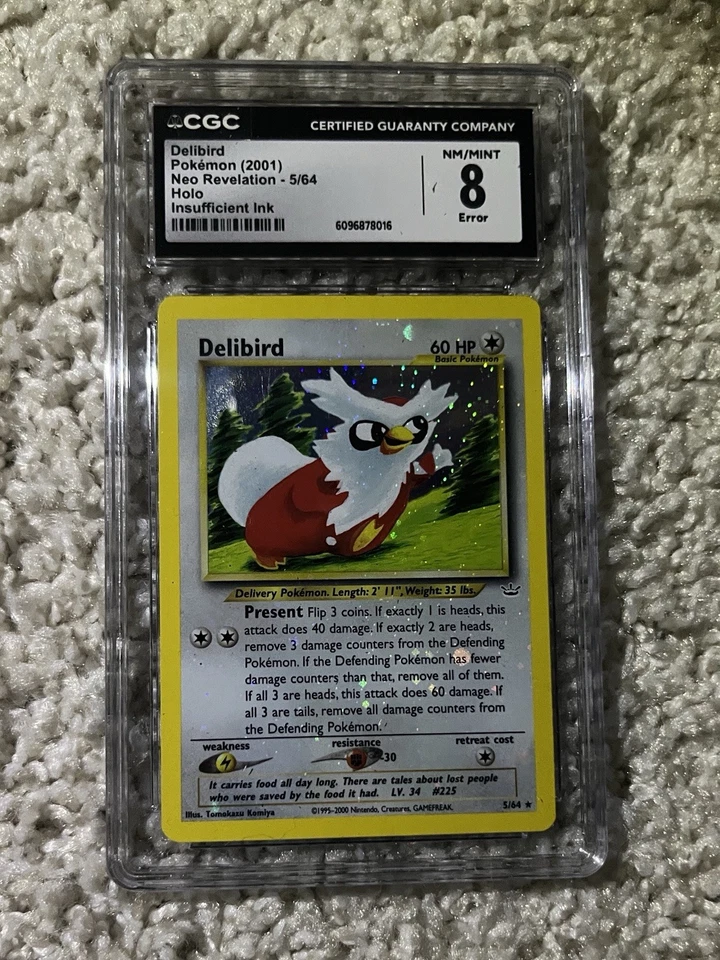 CGC CERTIFIED GUARANTY COMPANY
Delibird
Pokémon (2001)
Neo Revelation - 5/64
Holo
Insufficient Ink
6096878016
NM/MINT
8
Error
Delibird 60 HP
Basic Pokémon
Delivery Pokémon. Length: 2' 11", Weight: 35 lbs.
Present Flip 3 coins. If exactly 1 is heads, this
attack does 40 damage. If exactly 2 are heads,
remove 3 damage counters from the Defending
Pokémon. If the Defending Pokémon has fewer
damage counters than that, remove all of them.
If all 3 are heads, this attack does 60 damage. If
all 3 are tails, remove all damage counters from
the Defending Pokémon.
weakness resistance retreat cost
-30
It carries food all day long. There are tales about lost people
who were saved by the food it had. LV. 34 #225
Illus. Tomokazu Komiya ©1995-2000 Nintendo, Creatures, GAMEFREAK. 5/64 ★